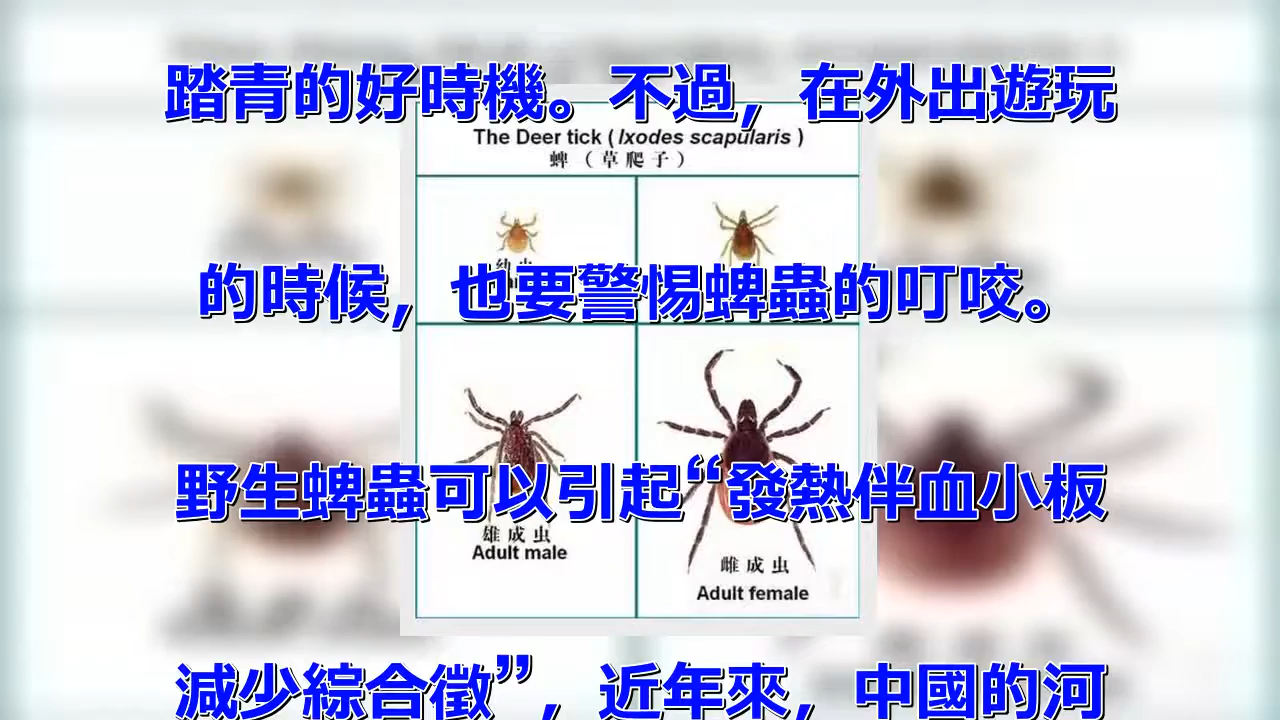 踏青的好時機。不過，在外出遊玩
The Deer tick ( Ixodes scapularis )
蜱（草爬子）
的時候，也要警惕蜱蟲的叮咬。
野生蜱蟲可以引起“發熱伴血小板
雄成虫
Adult male
雌成虫
Adult female
減少綜合徵”，近年來，中國的河